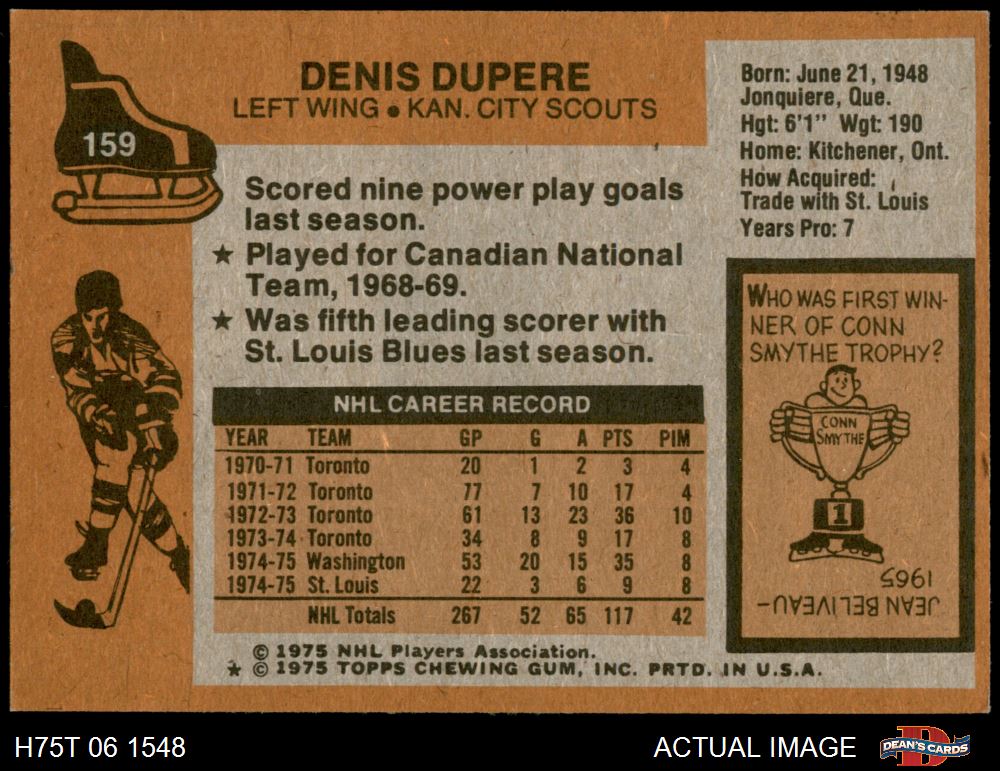 159
DENIS DUPERE
LEFT WING ● KAN. CITY SCOUTS
Born: June 21, 1948
Jonquiere, Que.
Hgt: 6'1" Wgt: 190
Home: Kitchener, Ont.
How Acquired:
Trade with St. Louis
Years Pro: 7
Scored nine power play goals
last season.
★ Played for Canadian National
Team, 1968-69.
★ Was fifth leading scorer with
St. Louis Blues last season.
NHL CAREER RECORD
YEAR TEAM GP G A PTS PIM
1970-71 Toronto 20 1 2 3 4
1971-72 Toronto 77 7 10 17 4
1972-73 Toronto 61 13 23 36 10
1973-74 Toronto 34 8 9 17 8
1974-75 Washington 53 20 15 35 8
1974-75 St. Louis 22 3 6 9 8
NHL Totals 267 52 65 117 42
WHO WAS FIRST WIN-
NER OF CONN
SMYTHE TROPHY?
CONN
SMYTHE
1
JEAN BELIVEAU-
1965
© 1975 NHL Players Association.
★ © 1975 TOPPS CHEWING GUM, INC. PRTD. IN U.S.A.
H75T 06 1548
ACTUAL IMAGE
DEAN'S CARDS